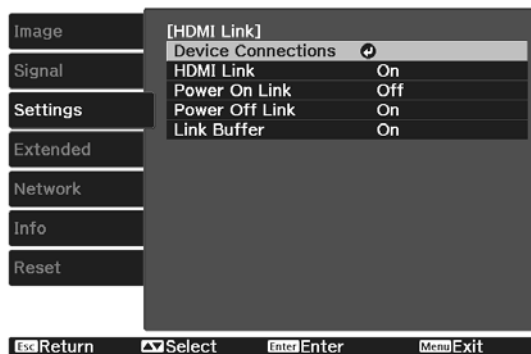 Image
Signal
Settings
Extended
Network
Info
Reset
[HDMI Link]
Device Connections
HDMI Link On
Power On Link Off
Power Off Link On
Link Buffer On
Esc Return Select Enter Enter Menu Exit